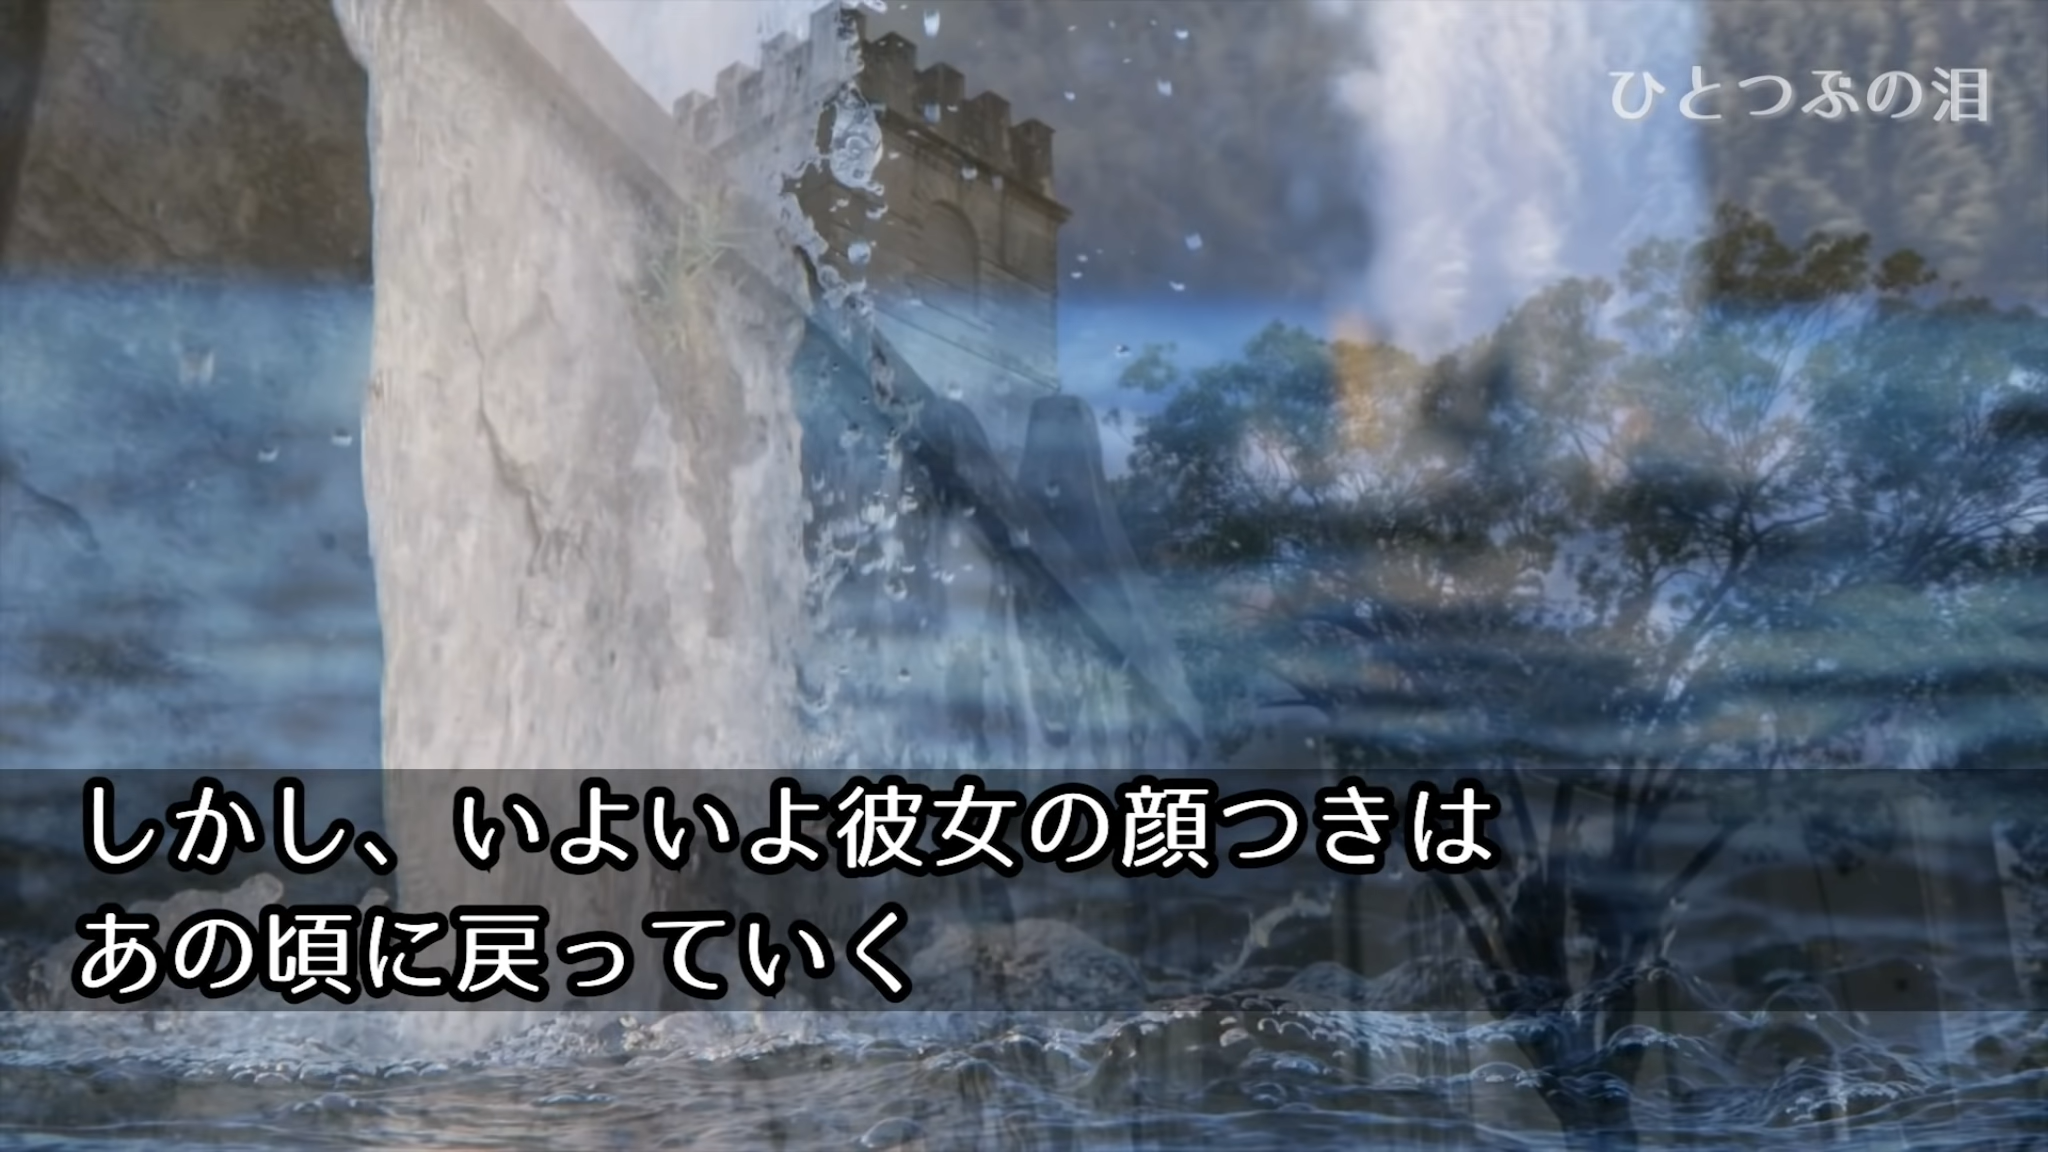 ひとつぶの泪
しかし、いよいよ彼女の顔つきは
あの頃に戻っていく